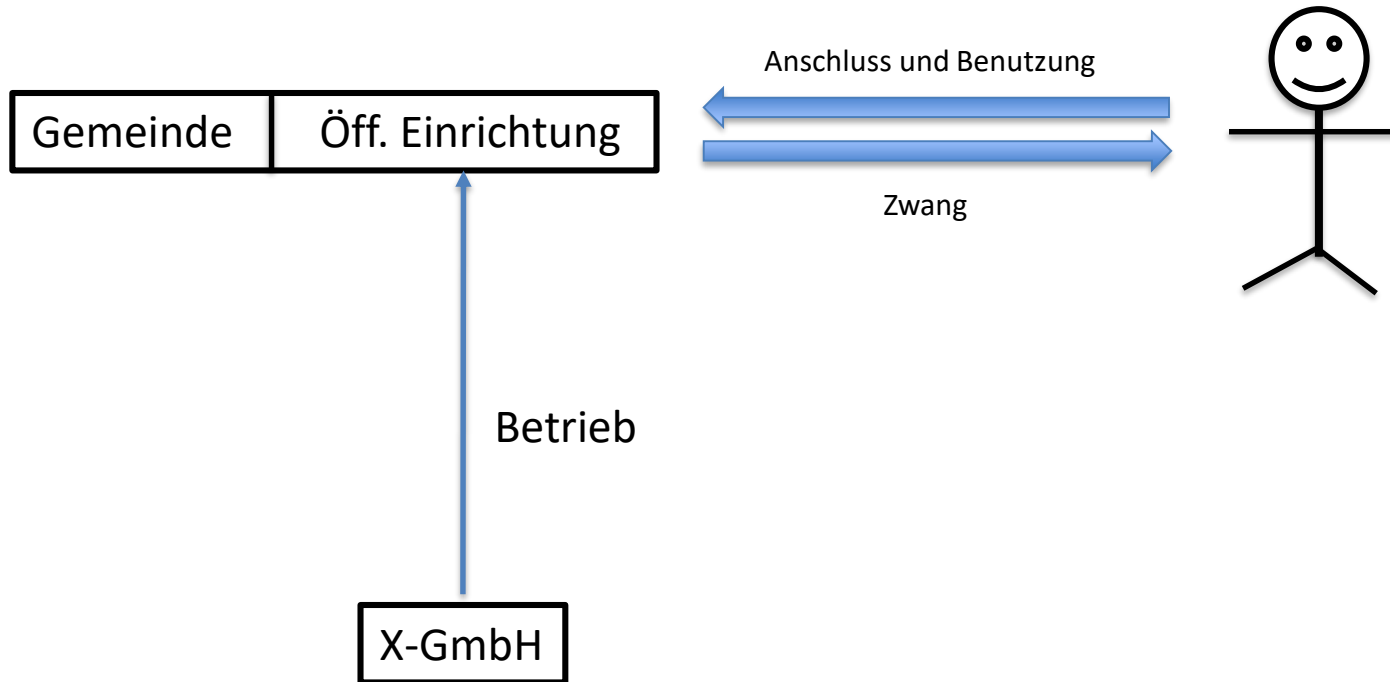 Anschluss und Benutzung
Gemeinde
Öff. Einrichtung
Zwang
Betrieb
X-GmbH